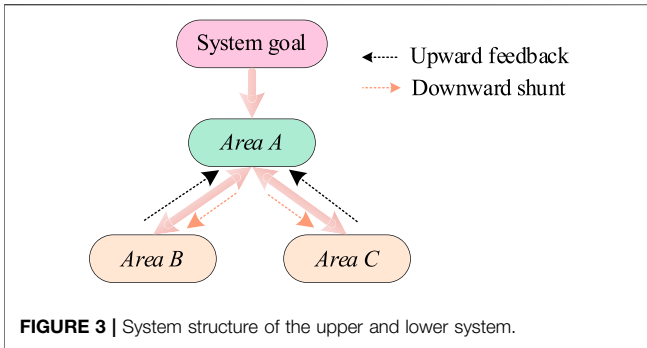 System goal
Upward feedback
Downward shunt
Area A
Area B
Area C
FIGURE 3 | System structure of the upper and lower system.